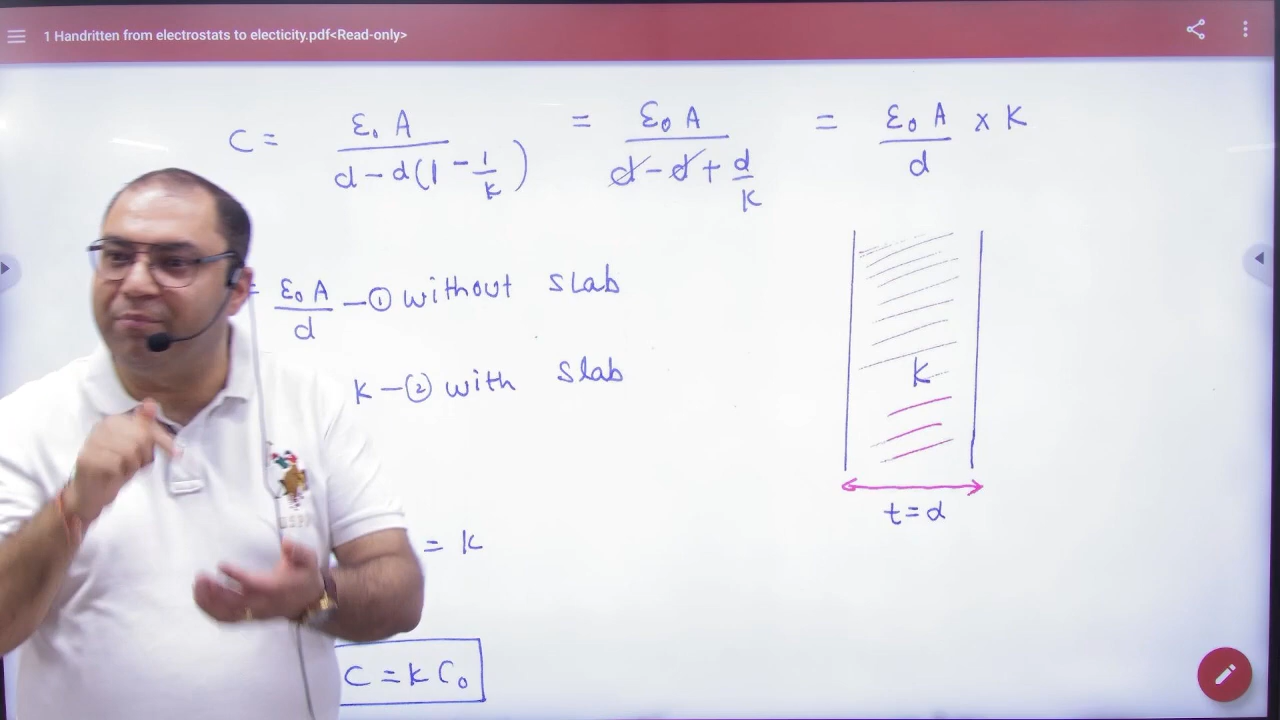 1 Handritten from electrostats to electicity.pdf<Read-only>
C = ε₀ A / d - d(1 - 1/k) = ε₀ A / d - d + d/k = ε₀ A / d × K
= ε₀ A / d - ① without slab
k - ② with slab
k
t = d
= k
C = k C₀